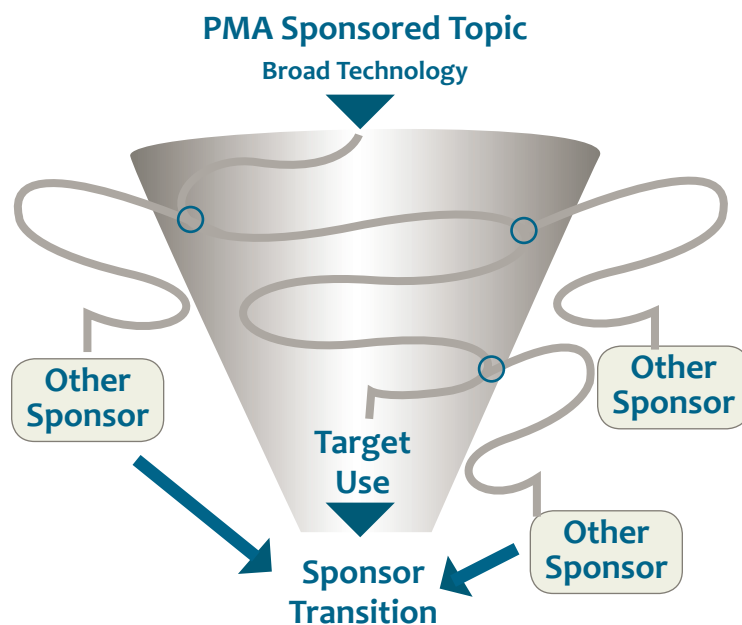 PMA Sponsored Topic
Broad Technology
Other
Sponsor
Other
Sponsor
Target
Use
Other
Sponsor
Sponsor
Transition